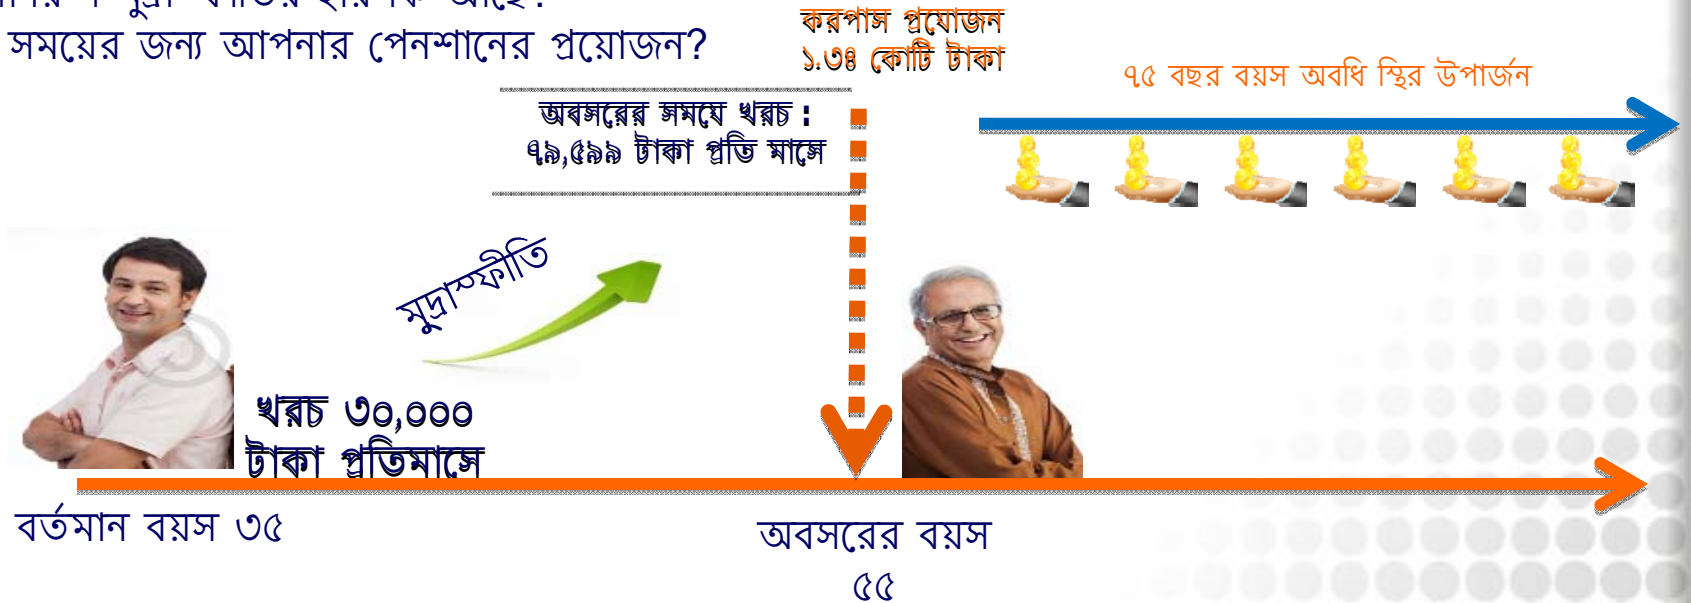 সময়ের জন্য আপনার পেনশানের প্রয়োজন?
করপাস প্রযোজন
১.৩৪ কোটি টাকা
৭৫ বছর বয়স অবধি স্থির উপার্জন
অবসরের সময়ে খরচ :
৭৯,৫৯৯ টাকা প্রতি মাসে
মুদ্রাস্ফীতি
খরচ ৩০,০০০
টাকা প্রতিমাসে
বর্তমান বয়স ৩৫
অবসরের বয়স
৫৫